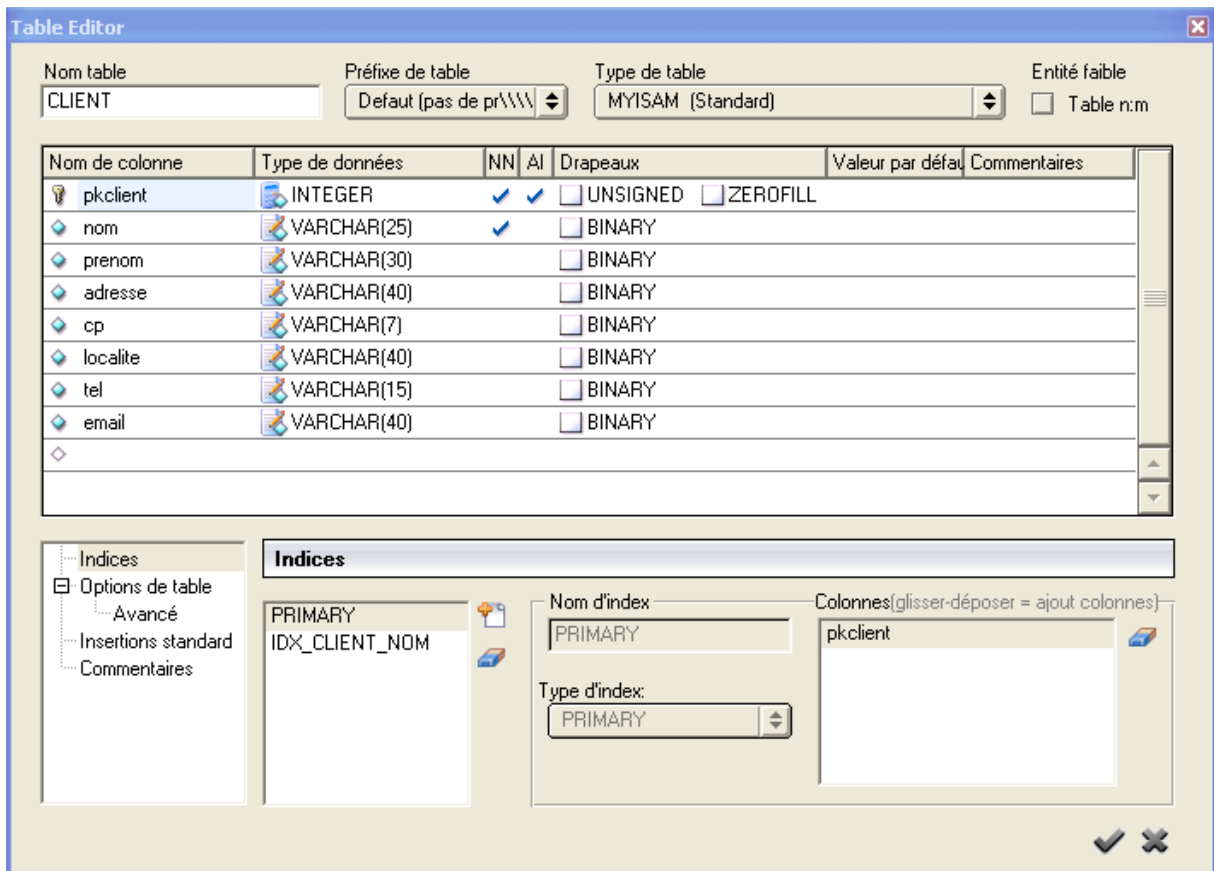 Table Editor
Nom table Préfixe de table Type de table Entité faible
CLIENT Defaut (pas de pr\\\\ MYISAM (Standard) Table n:m
Nom de colonne Type de données NN AI Drapeaux Valeur par défau Commentaires
pkclient INTEGER UNSIGNED ZEROFILL
nom VARCHAR(25) BINARY
prenom VARCHAR(30) BINARY
adresse VARCHAR(40) BINARY
cp VARCHAR(7) BINARY
localite VARCHAR(40) BINARY
tel VARCHAR(15) BINARY
email VARCHAR(40) BINARY
Indices
Options de table
Avancé
Insertions standard
Commentaires
Indices
PRIMARY
IDX_CLIENT_NOM
Nom d'index
PRIMARY
Type d'index:
PRIMARY
Colonnes(glisser-déposer = ajout colonnes)
pkclient